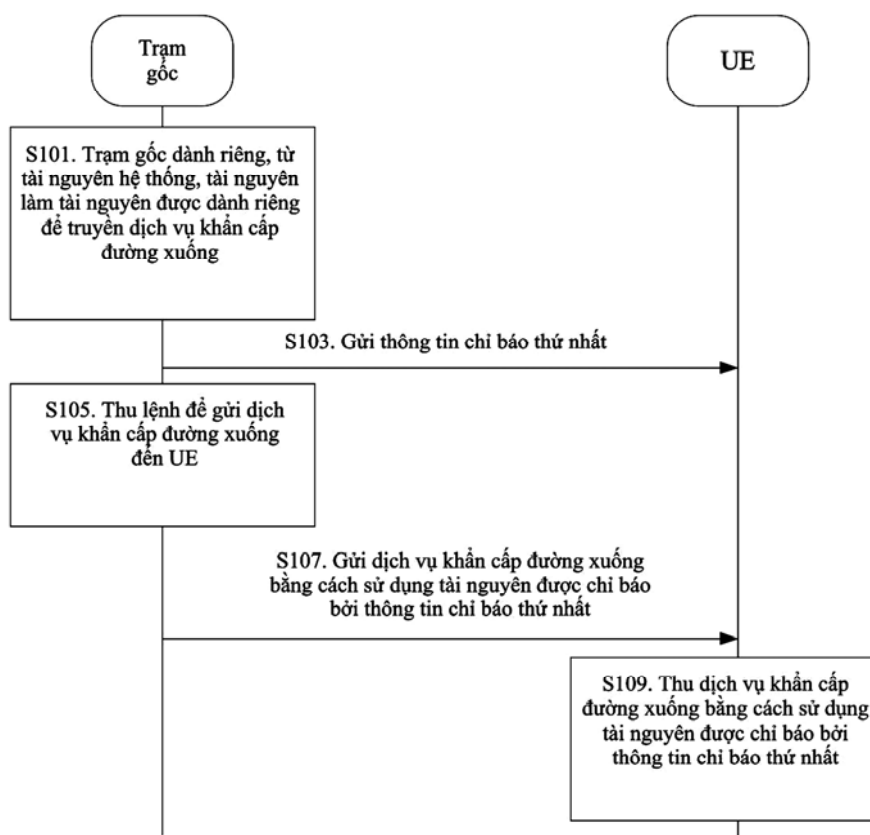 Trạm
gốc
UE
S101. Trạm gốc dành riêng, từ
tài nguyên hệ thống, tài nguyên
làm tài nguyên được dành riêng
để truyền dịch vụ khẩn cấp
đường xuống
S103. Gửi thông tin chỉ báo thứ nhất
S105. Thu lệnh để gửi dịch
vụ khẩn cấp đường xuống
đến UE
S107. Gửi dịch vụ khẩn cấp đường xuống
bằng cách sử dụng tài nguyên được chỉ báo
bởi thông tin chỉ báo thứ nhất
S109. Thu dịch vụ khẩn cấp
đường xuống bằng cách sử dụng
tài nguyên được chỉ báo bởi
thông tin chỉ báo thứ nhất